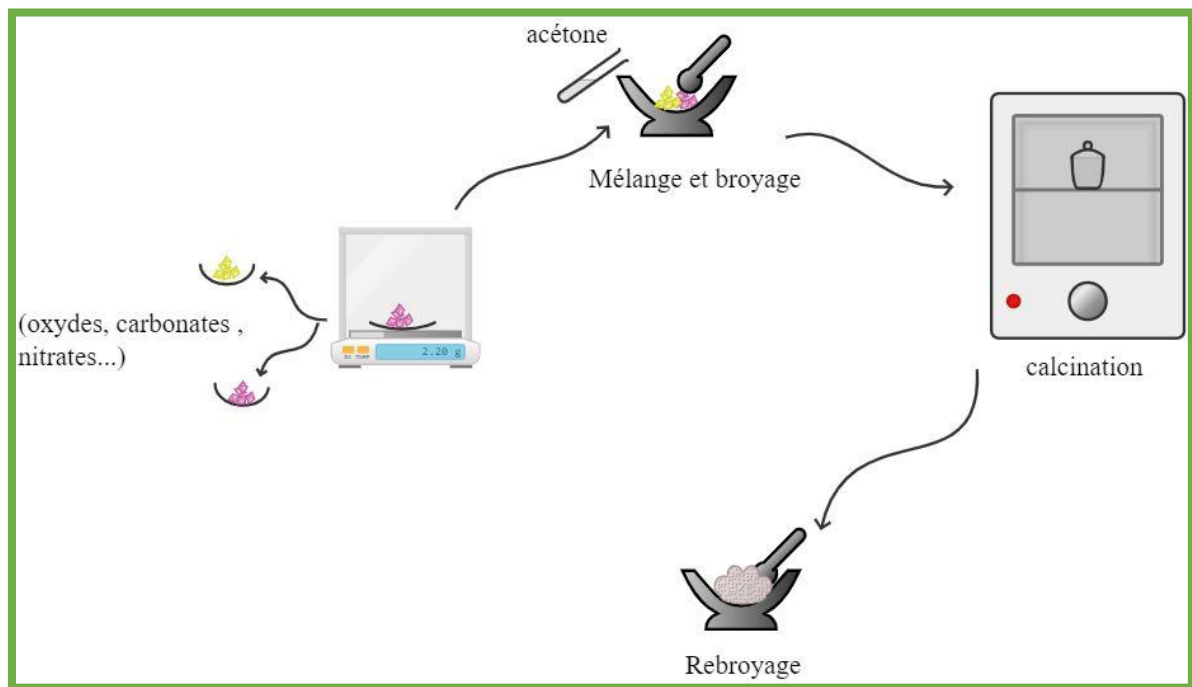 acétone
Mélange et broyage
(oxydes, carbonates ,
nitrates...)
2.20 g
calcination
Rebroyage